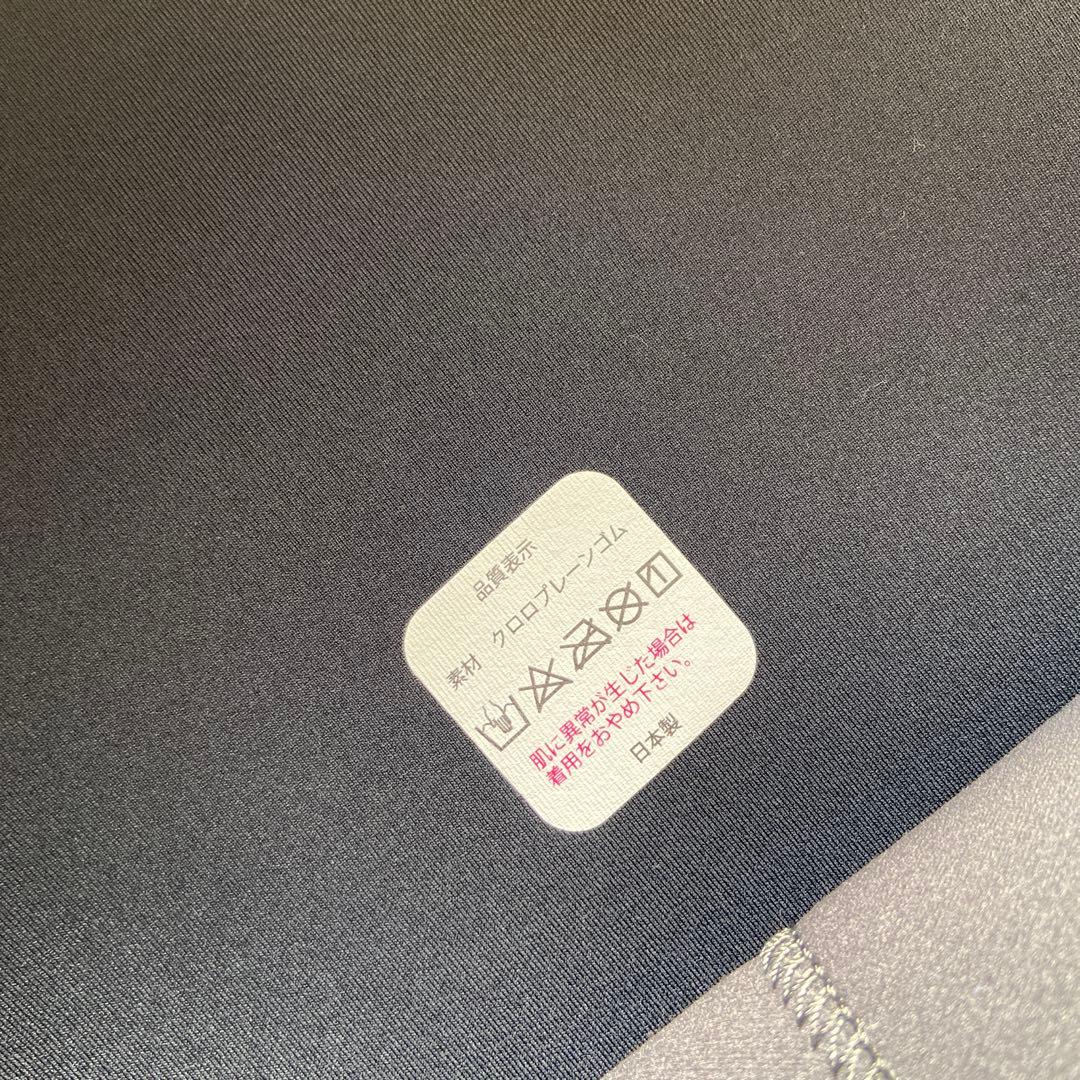 品質表示
素材　クロロプレーンゴム
肌に異常が生じた場合は
着用をおやめ下さい。
日本製